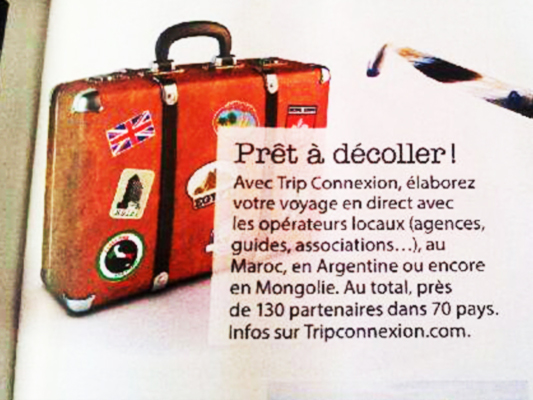 Prêt à décoller !
Avec Trip Connexion, élaborez
votre voyage en direct avec
les opérateurs locaux (agences,
guides, associations...), au
Maroc, en Argentine ou encore
en Mongolie. Au total, près
de 130 partenaires dans 70 pays.
Infos sur Tripconnexion.com.